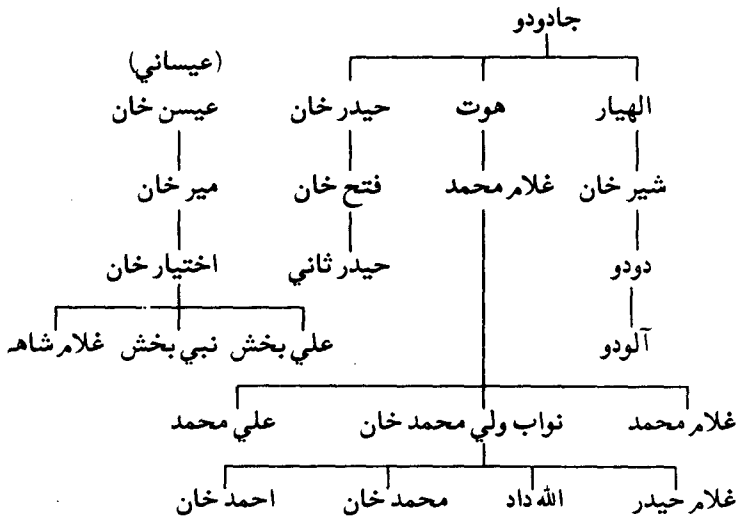 جادودو
(عيساني)
الهيار هوت حيدر خان عيسن خان
شير خان غلام محمد فتح خان مير خان
دودو حيدر ثاني اختيار خان
آلودو علي بخش نبي بخش غلام شاهه
غلام محمد نواب ولي محمد خان علي محمد
غلام حيدر الله داد محمد خان احمد خان